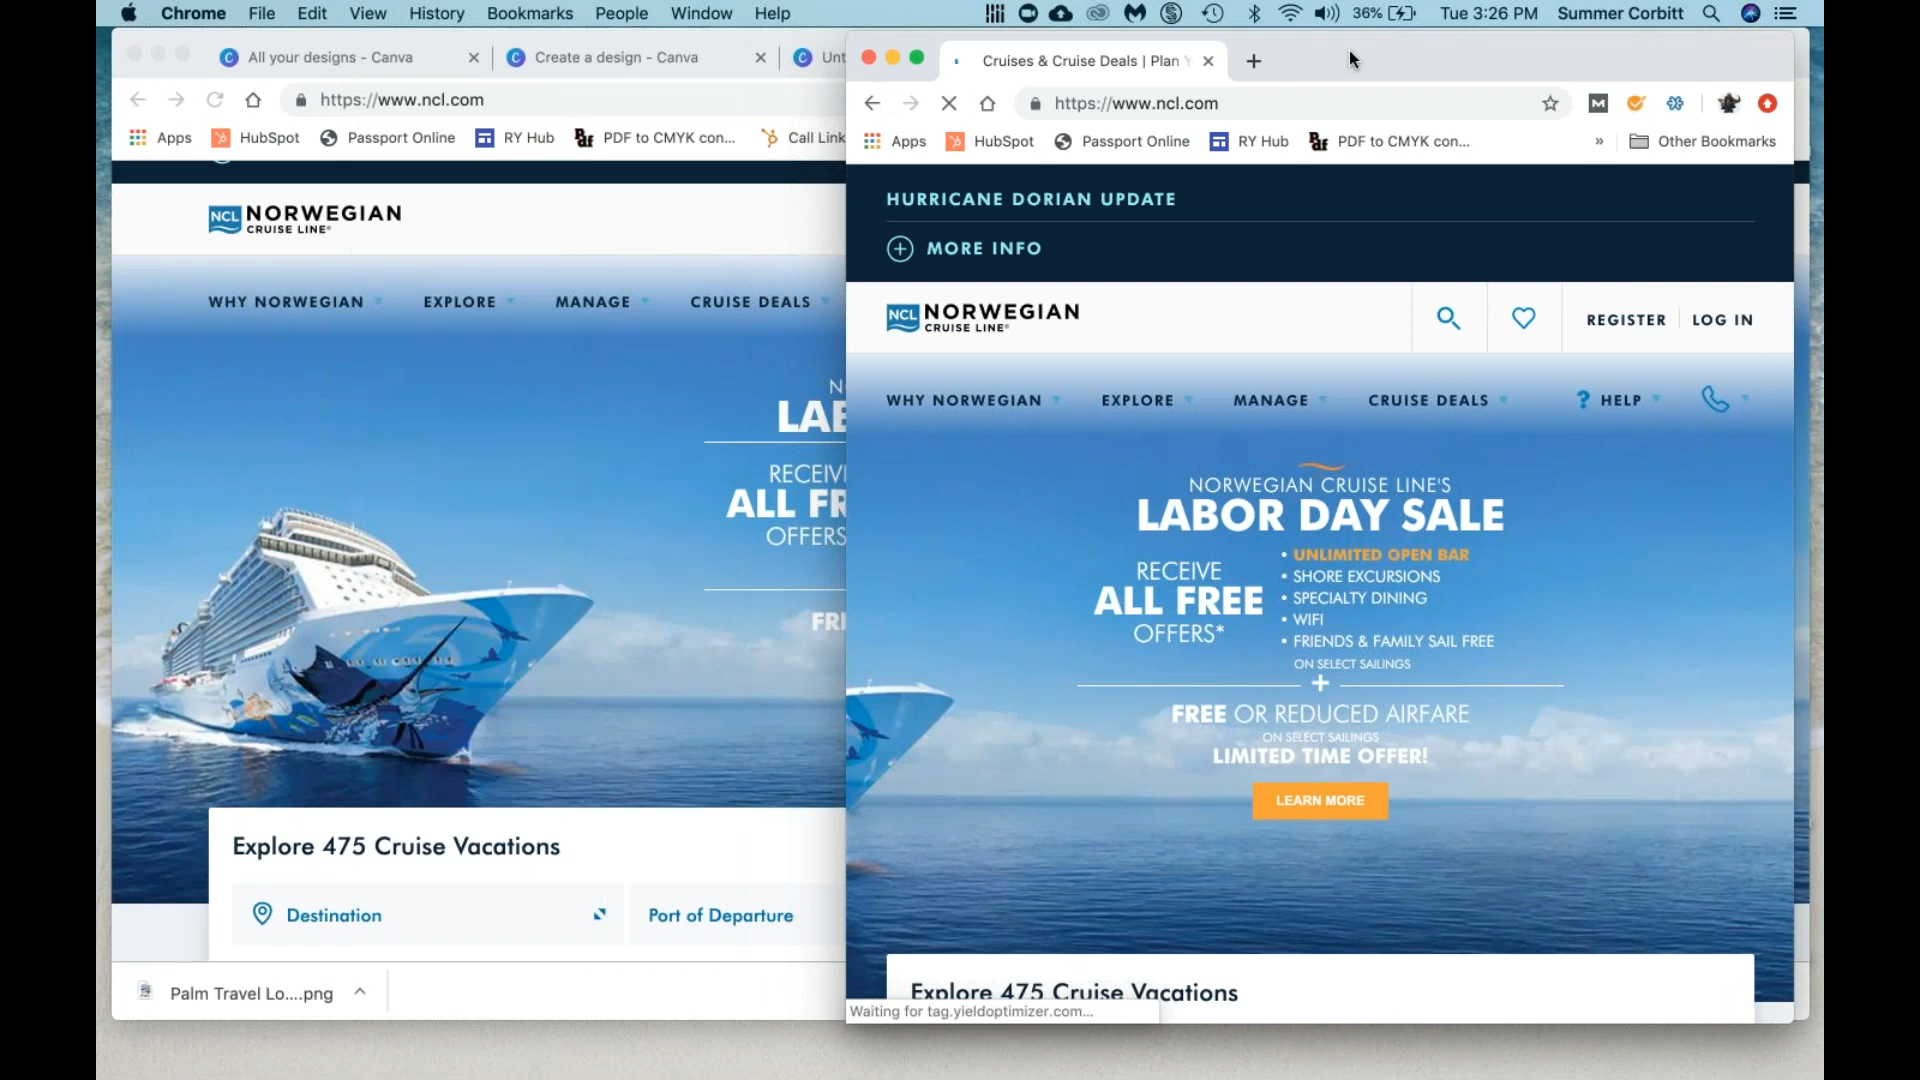 Chrome File Edit View History Bookmarks People Window Help
36% Tue 3:26 PM Summer Corbitt
All your designs - Canva
Create a design - Canva
Unt
https://www.ncl.com
Apps HubSpot Passport Online RY Hub PDF to CMYK con... Call Link
NCL NORWEGIAN
CRUISE LINE®
WHY NORWEGIAN EXPLORE MANAGE CRUISE DEALS
LAB
RECEIV
ALL FR
OFFERS
FRE
Explore 475 Cruise Vacations
Destination
Port of Departure
Palm Travel Lo....png
Cruises & Cruise Deals | Plan Y
https://www.ncl.com
Apps HubSpot Passport Online RY Hub PDF to CMYK con... » Other Bookmarks
HURRICANE DORIAN UPDATE
MORE INFO
NCL NORWEGIAN
CRUISE LINE®
REGISTER LOG IN
WHY NORWEGIAN EXPLORE MANAGE CRUISE DEALS ? HELP
NORWEGIAN CRUISE LINE'S
LABOR DAY SALE
RECEIVE
ALL FREE
OFFERS*
• UNLIMITED OPEN BAR
• SHORE EXCURSIONS
• SPECIALTY DINING
• WIFI
• FRIENDS & FAMILY SAIL FREE
ON SELECT SAILINGS
+
FREE OR REDUCED AIRFARE
ON SELECT SAILINGS
LIMITED TIME OFFER!
LEARN MORE
Explore 475 Cruise Vacations
Waiting for tag.yieldoptimizer.com...